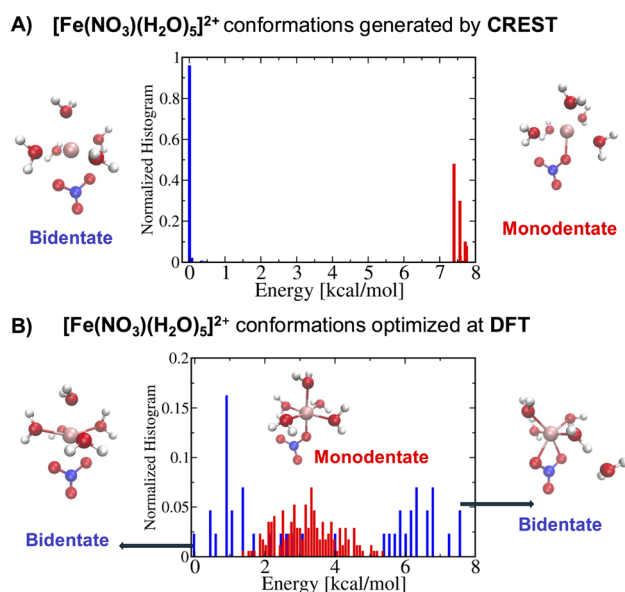 A) [Fe(NO₃)(H₂O)₅]²⁺ conformations generated by CREST
Normalized Histogram
1
0.8
0.6
0.4
0.2
0
0 1 2 3 4 5 6 7 8
Energy [kcal/mol]
Bidentate
Monodentate
B) [Fe(NO₃)(H₂O)₅]²⁺ conformations optimized at DFT
Normalized Histogram
0.2
0.15
0.1
0.05
0
0 2 4 6 8
Energy [kcal/mol]
Monodentate
Bidentate
Bidentate